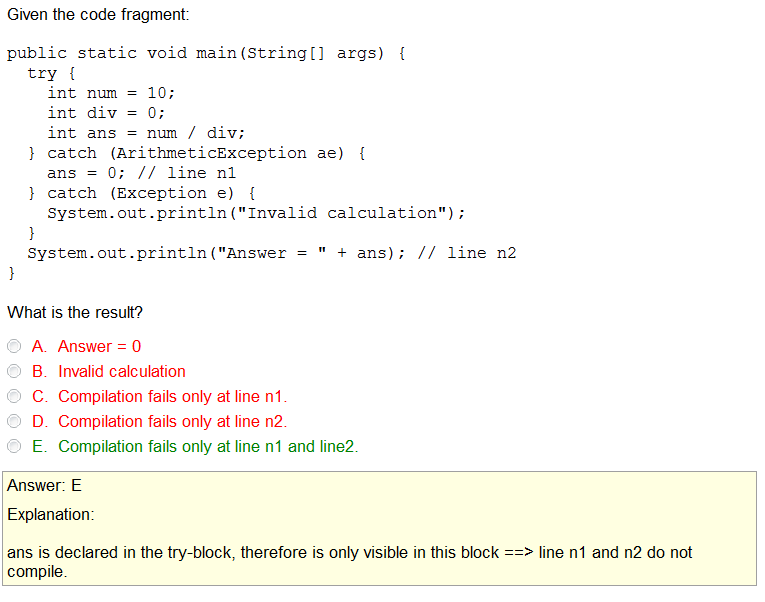 Given the code fragment:
public static void main(String[] args) {
try {
int num = 10;
int div = 0;
int ans = num / div;
} catch (ArithmeticException ae) {
ans = 0; // line n1
} catch (Exception e) {
System.out.println("Invalid calculation");
}
System.out.println("Answer = " + ans); // line n2
}
What is the result?
A. Answer = 0
B. Invalid calculation
C. Compilation fails only at line n1.
D. Compilation fails only at line n2.
E. Compilation fails only at line n1 and line2.
Answer: E
Explanation:
ans is declared in the try-block, therefore is only visible in this block ==> line n1 and n2 do not
compile.